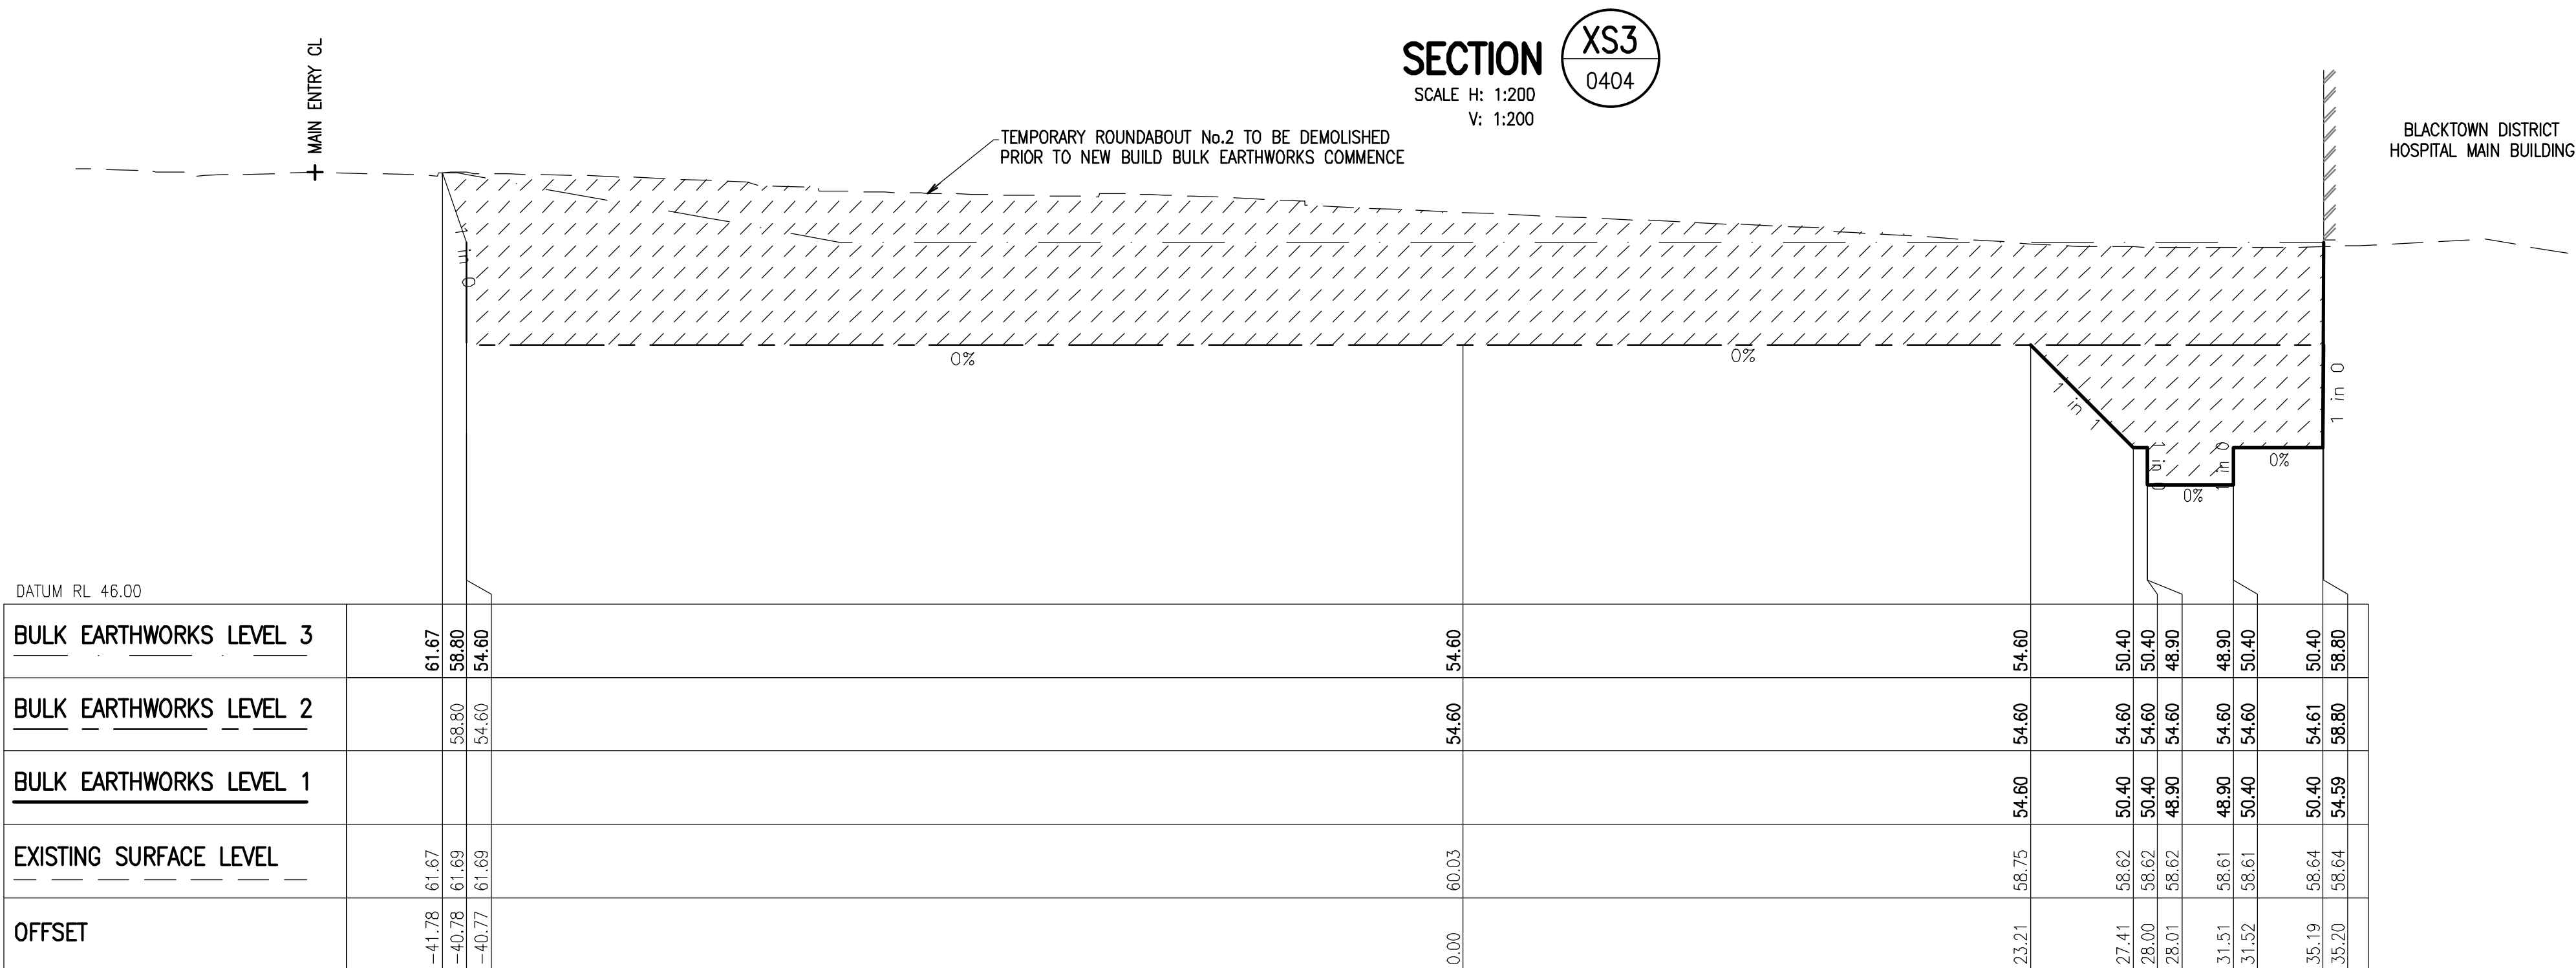 SECTION
XS3
0404
SCALE H: 1:200
V: 1:200
MAIN ENTRY CL
TEMPORARY ROUNDABOUT No.2 TO BE DEMOLISHED
PRIOR TO NEW BUILD BULK EARTHWORKS COMMENCE
BLACKTOWN DISTRICT
HOSPITAL MAIN BUILDING
1 in 0
0%
0%
1 in 1
1 in 0
0%
1 in 0
0%
1 in 0
DATUM RL 46.00
BULK EARTHWORKS LEVEL 3 61.67 58.80 54.60 54.60 54.60 50.40 50.40 48.90 48.90 50.40 50.40 58.80
BULK EARTHWORKS LEVEL 2 58.80 54.60 54.60 54.60 54.60 54.60 54.60 54.60 54.60 54.61 58.80
BULK EARTHWORKS LEVEL 1 54.60 50.40 50.40 48.90 48.90 50.40 50.40 54.59
EXISTING SURFACE LEVEL 61.67 61.69 61.69 60.03 58.75 58.62 58.62 58.62 58.61 58.61 58.64 58.64
OFFSET -41.78 -40.78 -40.77 0.00 23.21 27.41 28.00 28.01 31.51 31.52 35.19 35.20